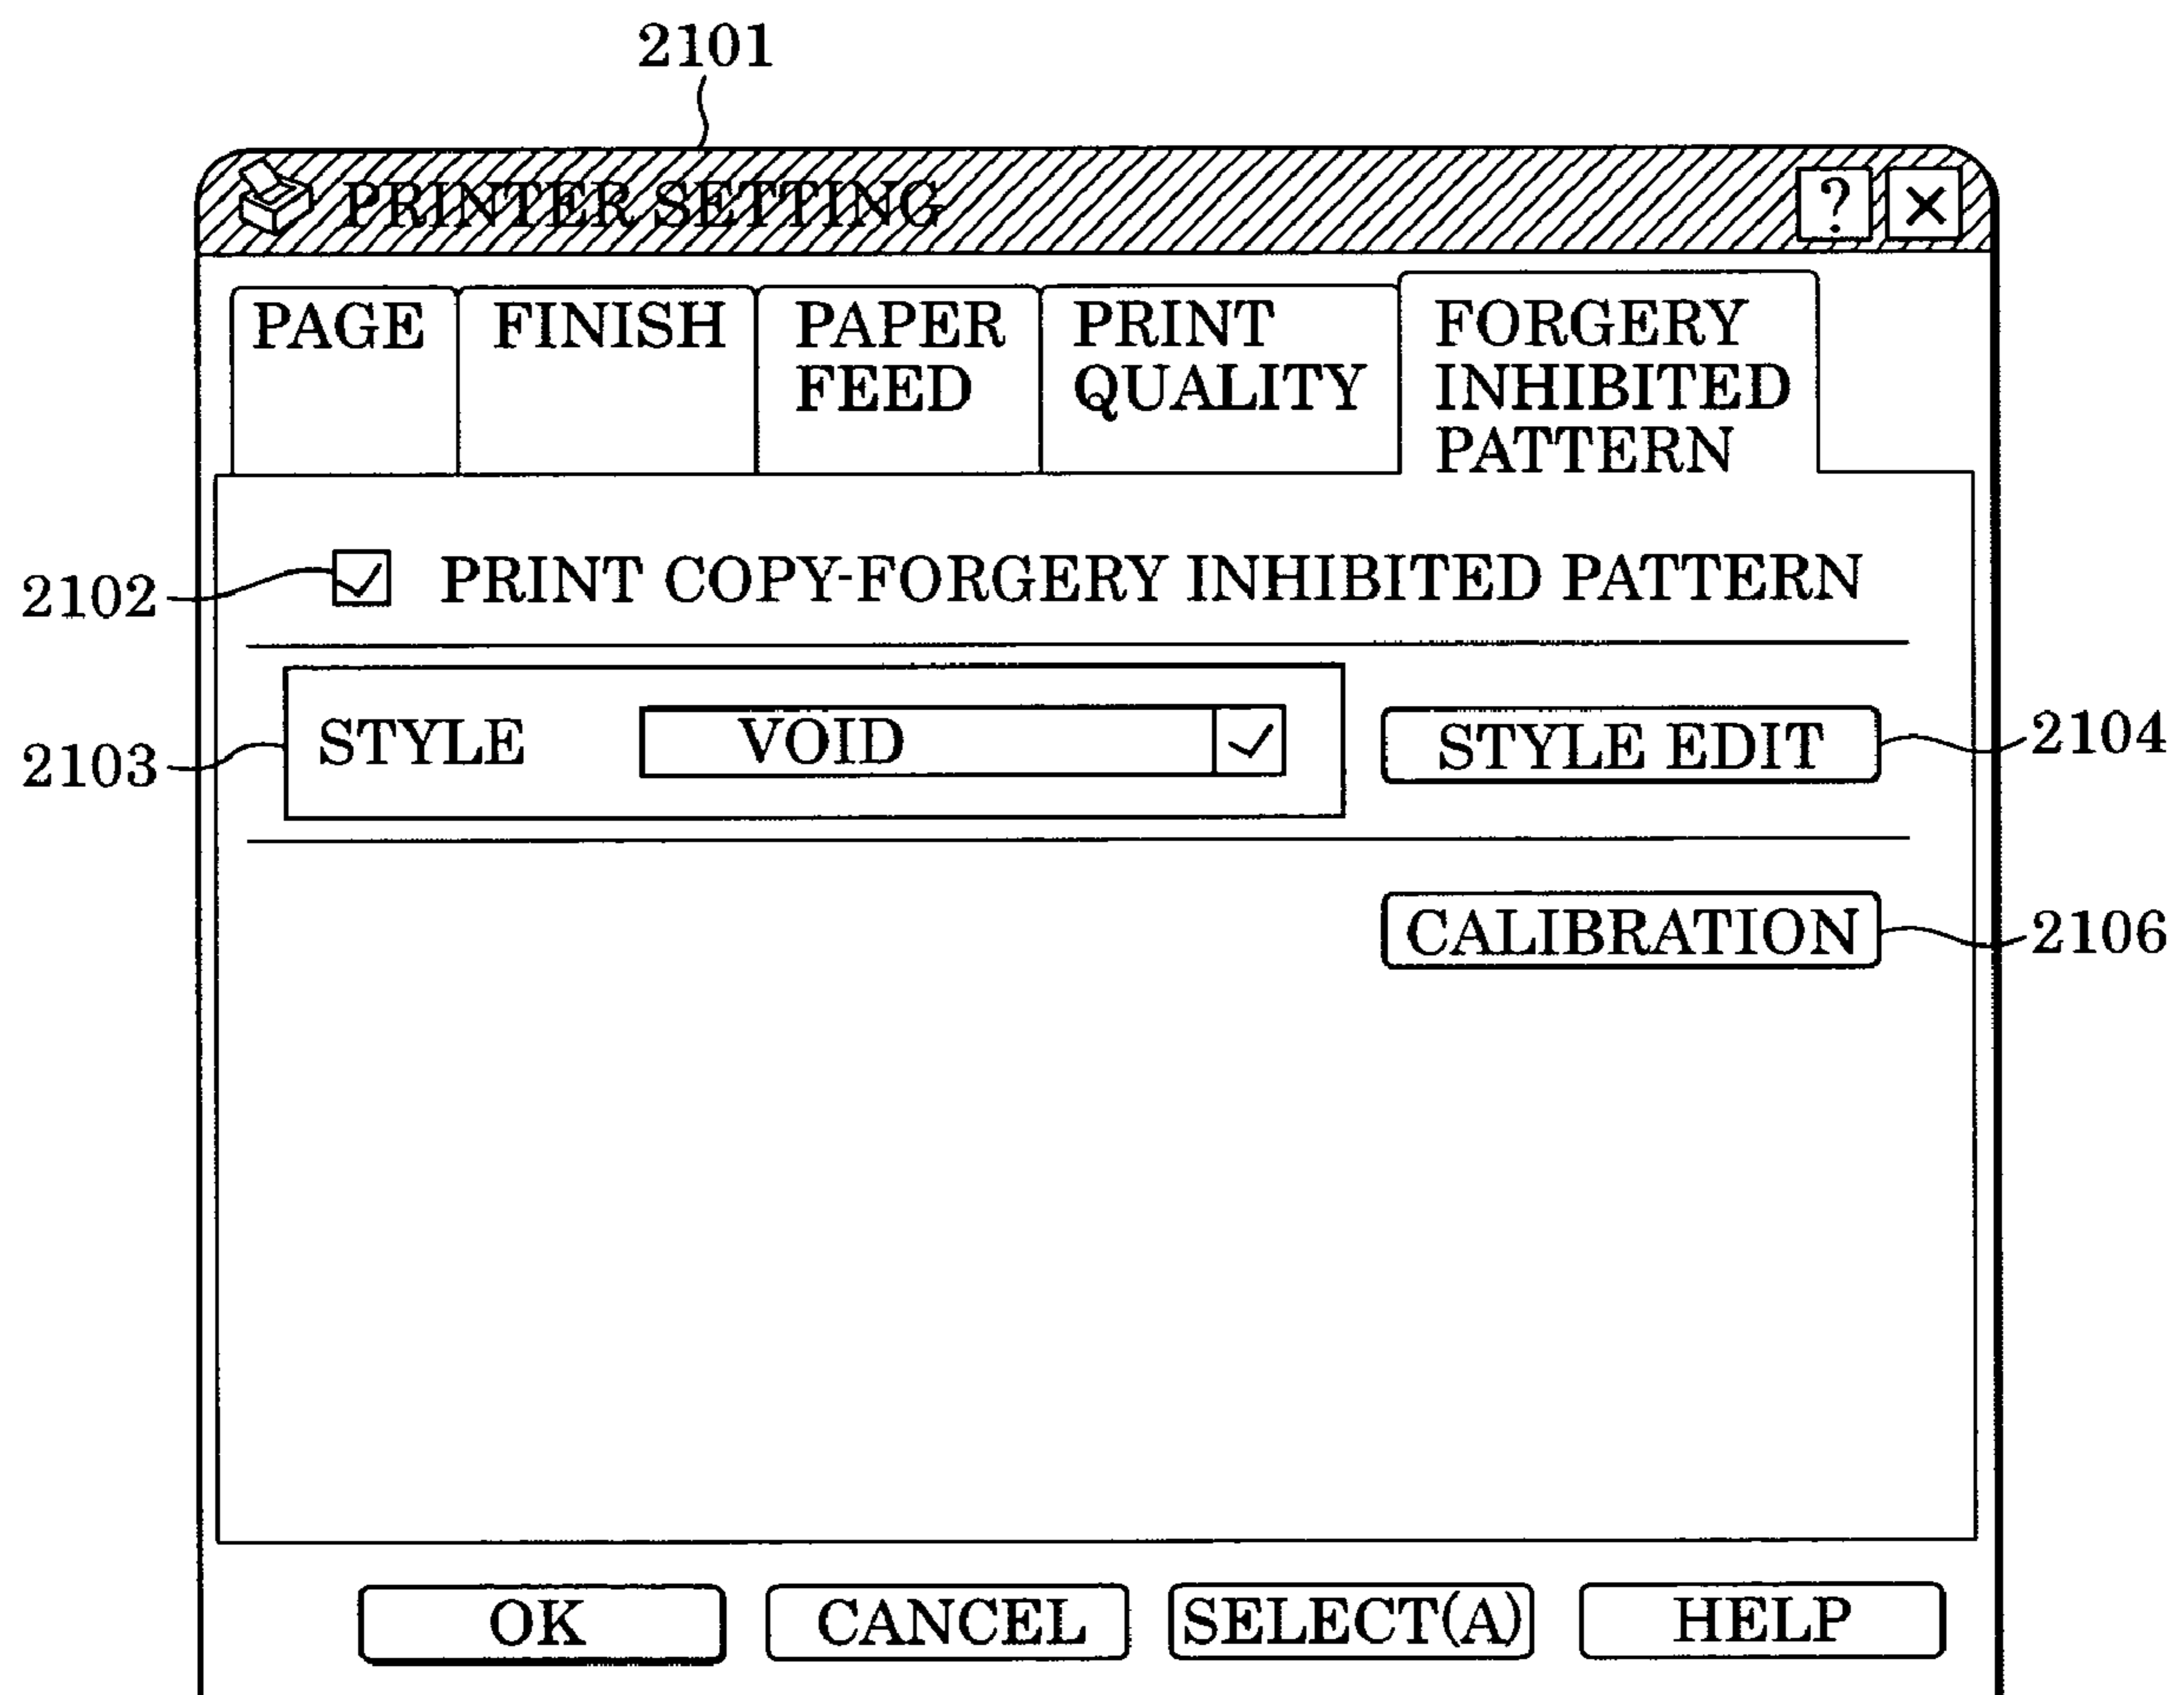 2101
PRINTER SETTING ? ×
PAGE FINISH PAPER FEED PRINT QUALITY FORGERY INHIBITED PATTERN
2102 PRINT COPY-FORGERY INHIBITED PATTERN
2103 STYLE VOID STYLE EDIT 2104
CALIBRATION 2106
OK CANCEL SELECT(A) HELP